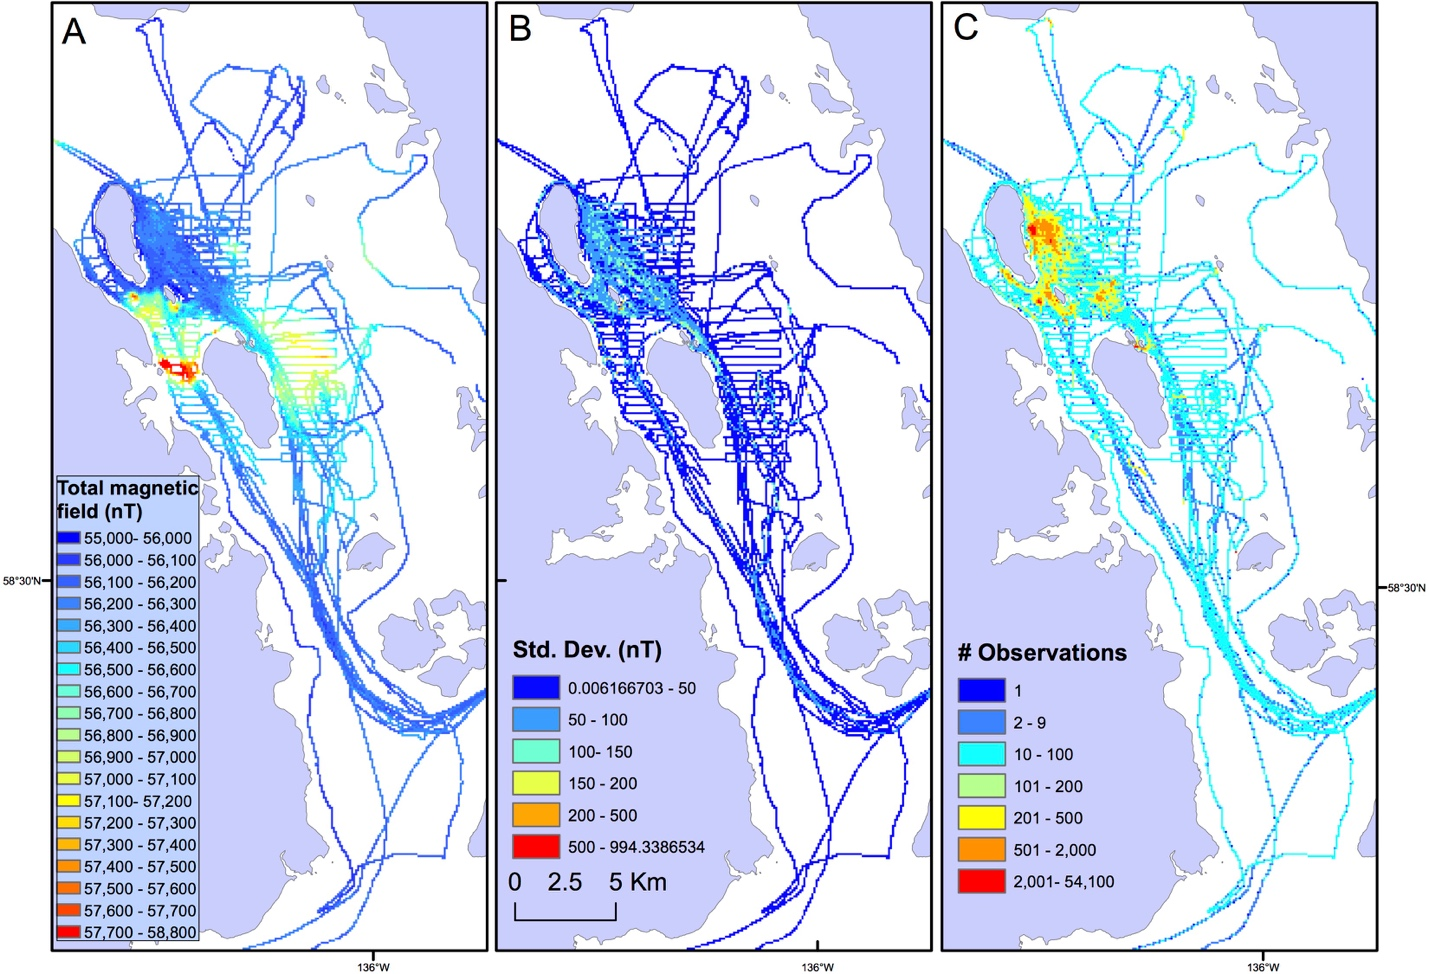 A
B
C
Total magnetic
field (nT)
55,000- 56,000
56,000 - 56,100
56,100 - 56,200
56,200 - 56,300
56,300 - 56,400
56,400 - 56,500
56,500 - 56,600
56,600 - 56,700
56,700 - 56,800
56,800 - 56,900
56,900 - 57,000
57,000 - 57,100
57,100- 57,200
57,200 - 57,300
57,300 - 57,400
57,400 - 57,500
57,500 - 57,600
57,600 - 57,700
57,700 - 58,800
58°30'N
Std. Dev. (nT)
0.006166703 - 50
50 - 100
100- 150
150 - 200
200 - 500
500 - 994.3386534
0 2.5 5 Km
# Observations
1
2 - 9
10 - 100
101 - 200
201 - 500
501 - 2,000
2,001- 54,100
58°30'N
136°W
136°W
136°W